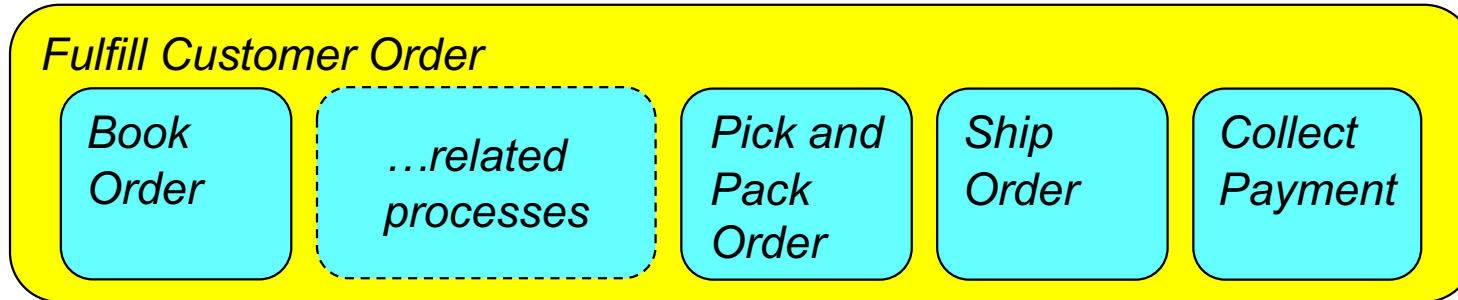 Fulfill Customer Order
Book
Order
…related
processes
Pick and
Pack
Order
Ship
Order
Collect
Payment